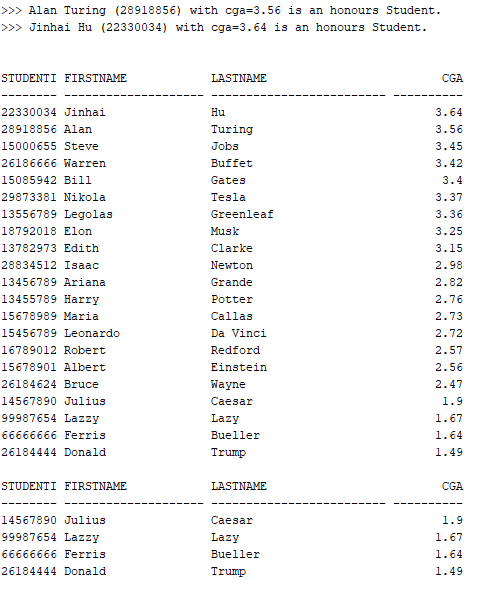 >>> Alan Turing (28918856) with cga=3.56 is an honours Student.
>>> Jinhai Hu (22330034) with cga=3.64 is an honours Student.
STUDENTI FIRSTNAME            LASTNAME                         CGA
-------- -------------------- ------------------------- ----------
22330034 Jinhai               Hu                              3.64
28918856 Alan                 Turing                          3.56
15000655 Steve                Jobs                            3.45
26186666 Warren               Buffet                          3.42
15085942 Bill                 Gates                            3.4
29873381 Nikola               Tesla                           3.37
13556789 Legolas              Greenleaf                       3.36
18792018 Elon                 Musk                            3.25
13782973 Edith                Clarke                          3.15
28834512 Isaac                Newton                          2.98
13456789 Ariana               Grande                          2.82
13455789 Harry                Potter                          2.76
15678989 Maria                Callas                          2.73
15456789 Leonardo             Da Vinci                        2.72
16789012 Robert               Redford                         2.57
15678901 Albert               Einstein                        2.56
26184624 Bruce                Wayne                           2.47
14567890 Julius               Caesar                           1.9
99987654 Lazzy                Lazy                            1.67
66666666 Ferris               Bueller                         1.64
26184444 Donald               Trump                           1.49
STUDENTI FIRSTNAME            LASTNAME                         CGA
-------- -------------------- ------------------------- ----------
14567890 Julius               Caesar                           1.9
99987654 Lazzy                Lazy                            1.67
66666666 Ferris               Bueller                         1.64
26184444 Donald               Trump                           1.49